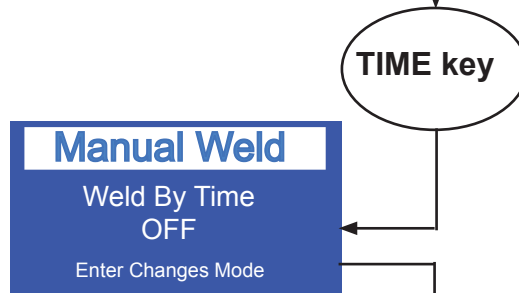 TIME key
Manual Weld
Weld By Time
OFF
Enter Changes Mode